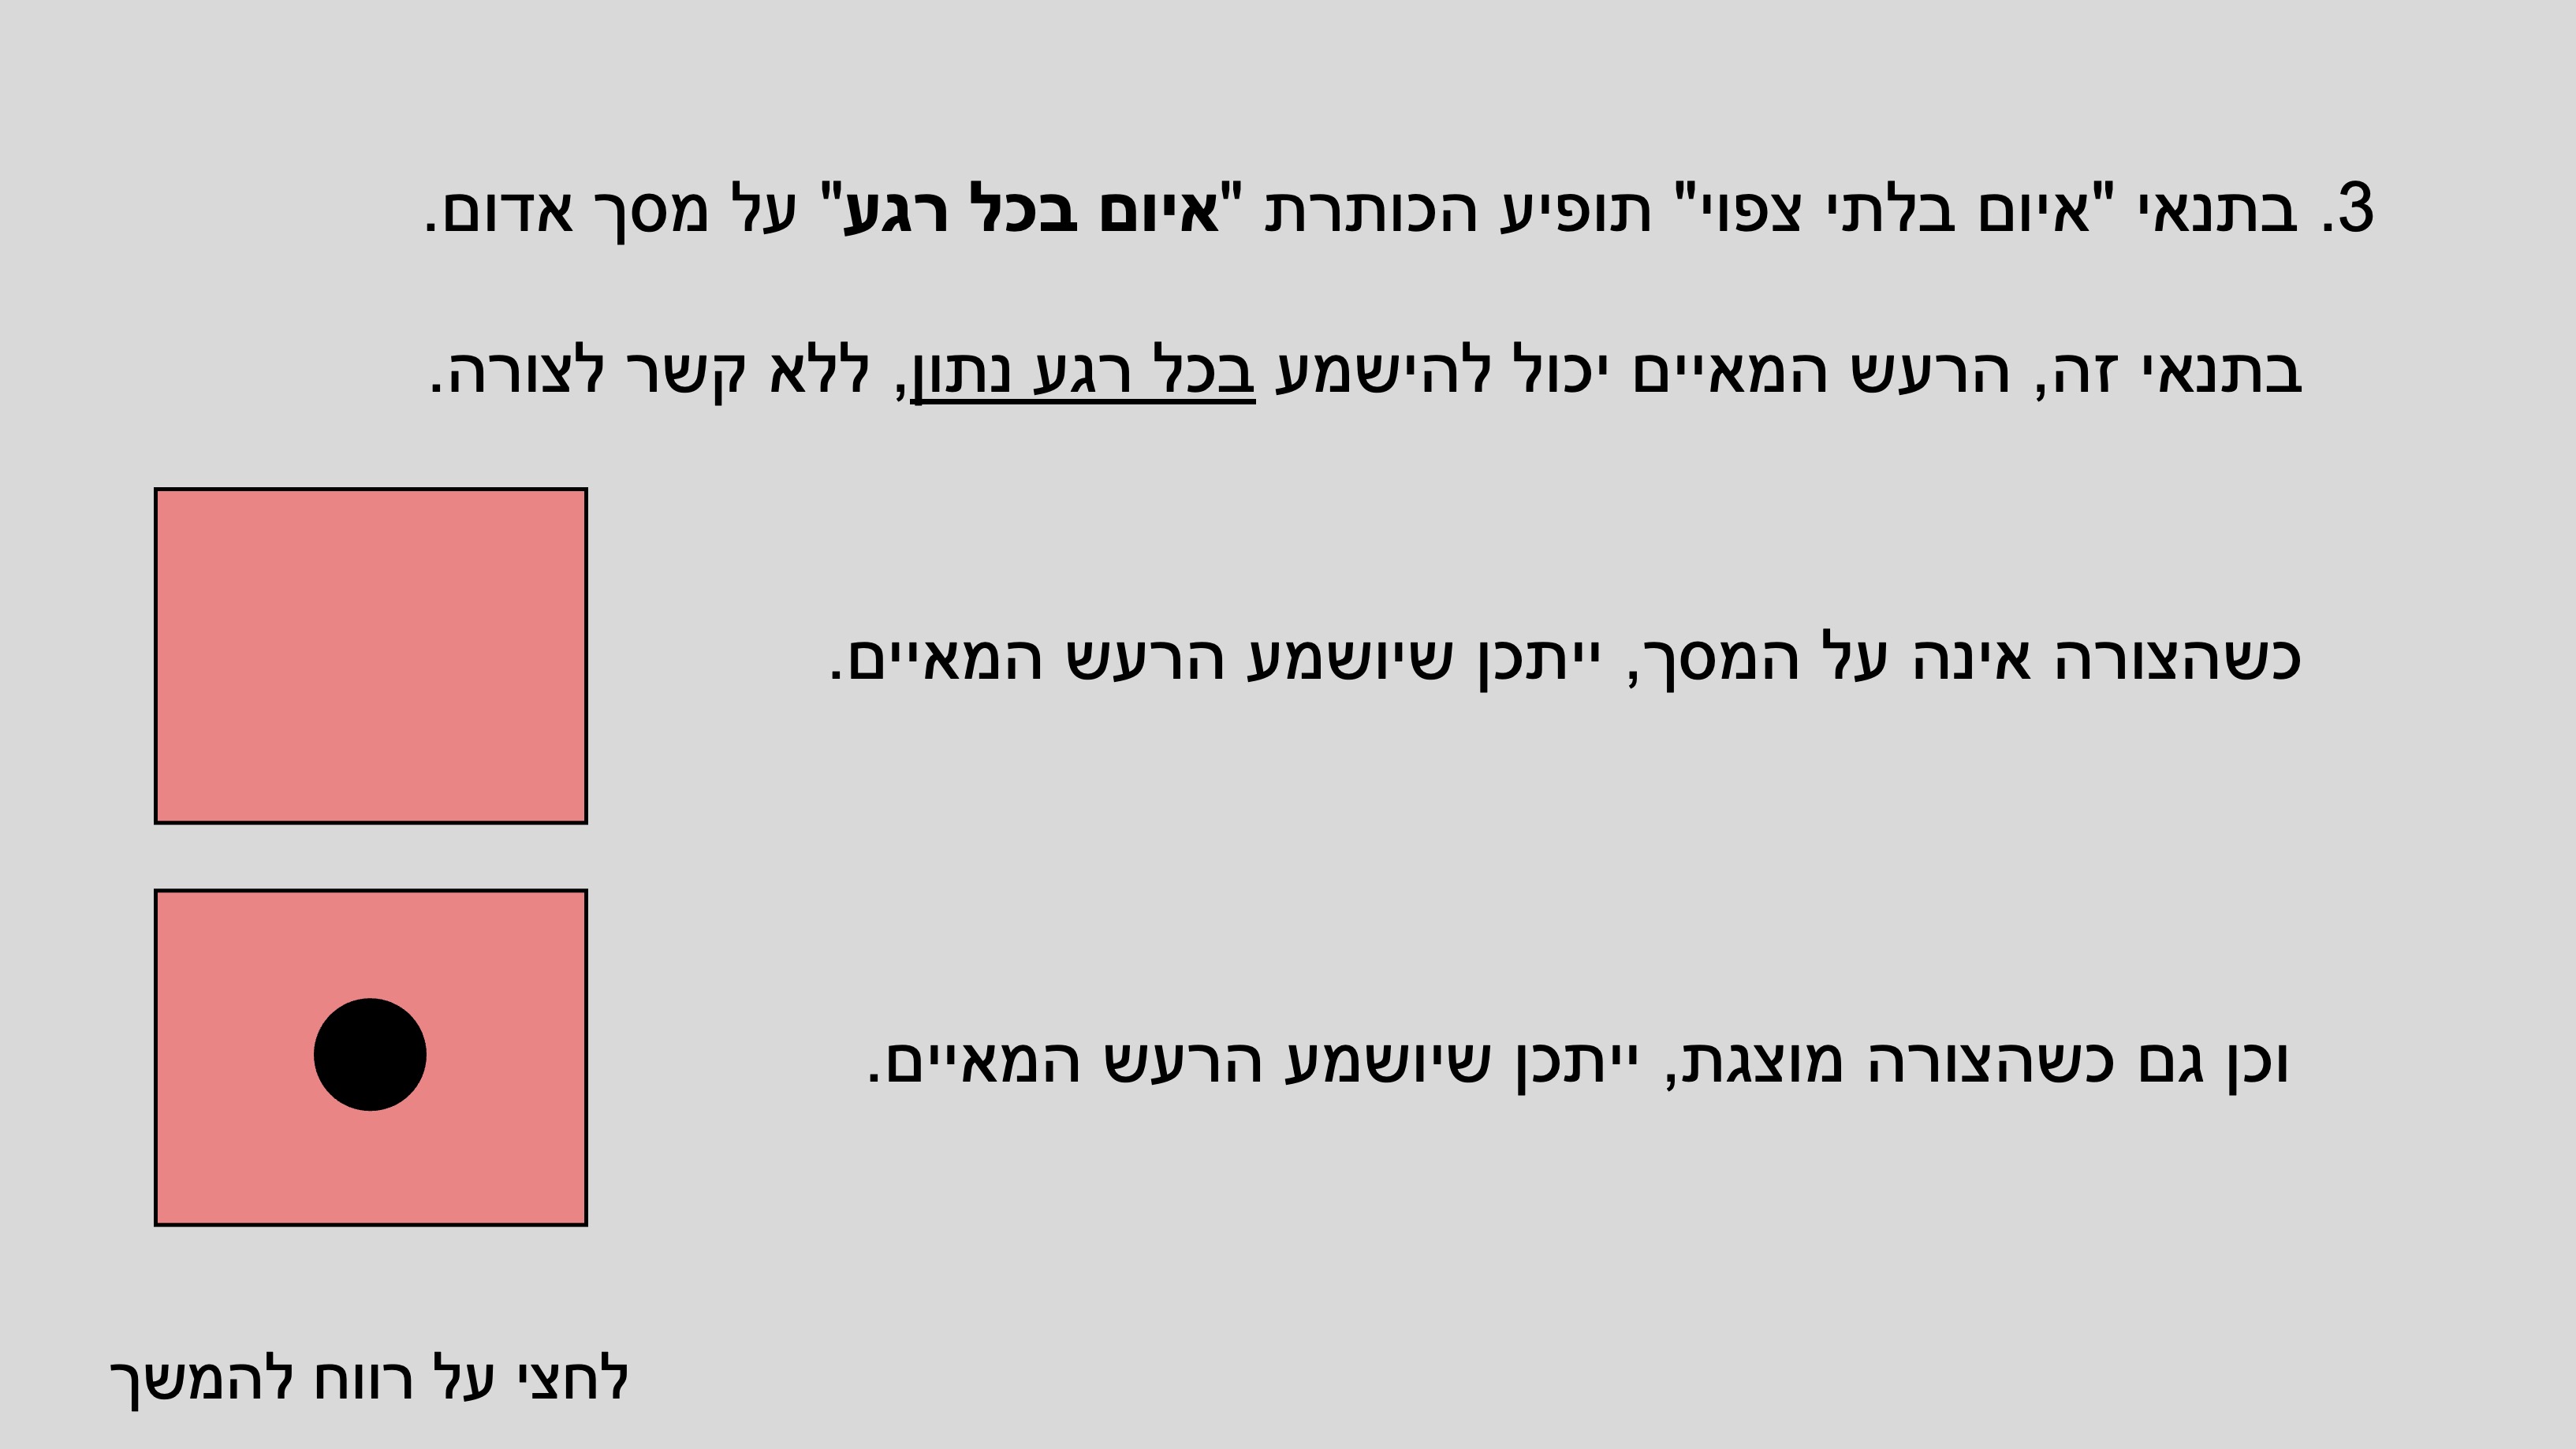 3. בתנאי "איום בלתי צפוי" תופיע הכותרת "איום בכל רגע" על מסך אדום.
בתנאי זה, הרעש המאיים יכול להישמע בכל רגע נתון, ללא קשר לצורה.
כשהצורה אינה על המסך, ייתכן שיושמע הרעש המאיים.
וכן גם כשהצורה מוצגת, ייתכן שיושמע הרעש המאיים.
לחצי על רווח להמשך